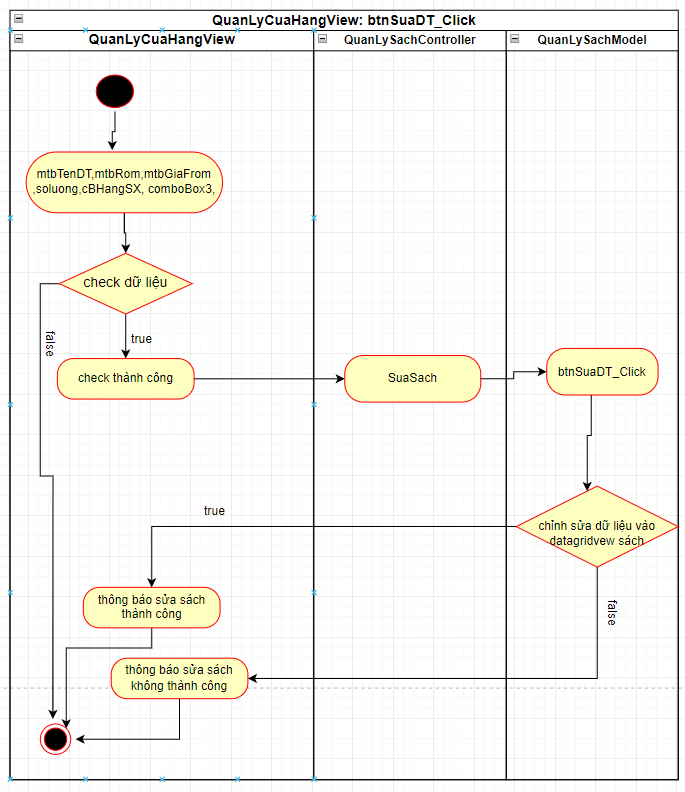 QuanLyCuaHangView: btnSuaDT_Click
QuanLyCuaHangView
QuanLySachController
QuanLySachModel
mtbTenDT,mtbRom,mtbGiaFrom
,soluong,cBHangSX, comboBox3,
check dữ liệu
false
true
check thành công
SuaSach
btnSuaDT_Click
true
chỉnh sửa dữ liệu vào
datagridvew sách
thông báo sửa sách
thành công
false
thông báo sửa sách
không thành công